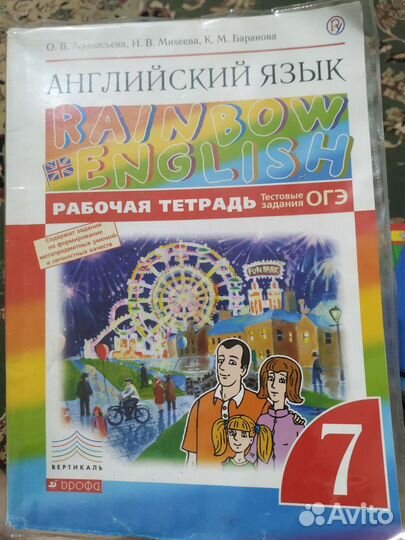 О. В. Афанасьева, И. В. Михеева, К. М. Баранова
АНГЛИЙСКИЙ ЯЗЫК
RAINBOW
ENGLISH
РАБОЧАЯ ТЕТРАДЬ
Тестовые
задания ОГЭ
Содержит задания
на формирование
метапредметных умений
и личностных качеств
FUN PARK
ВЕРТИКАЛЬ
ДРОФА
7
Avito